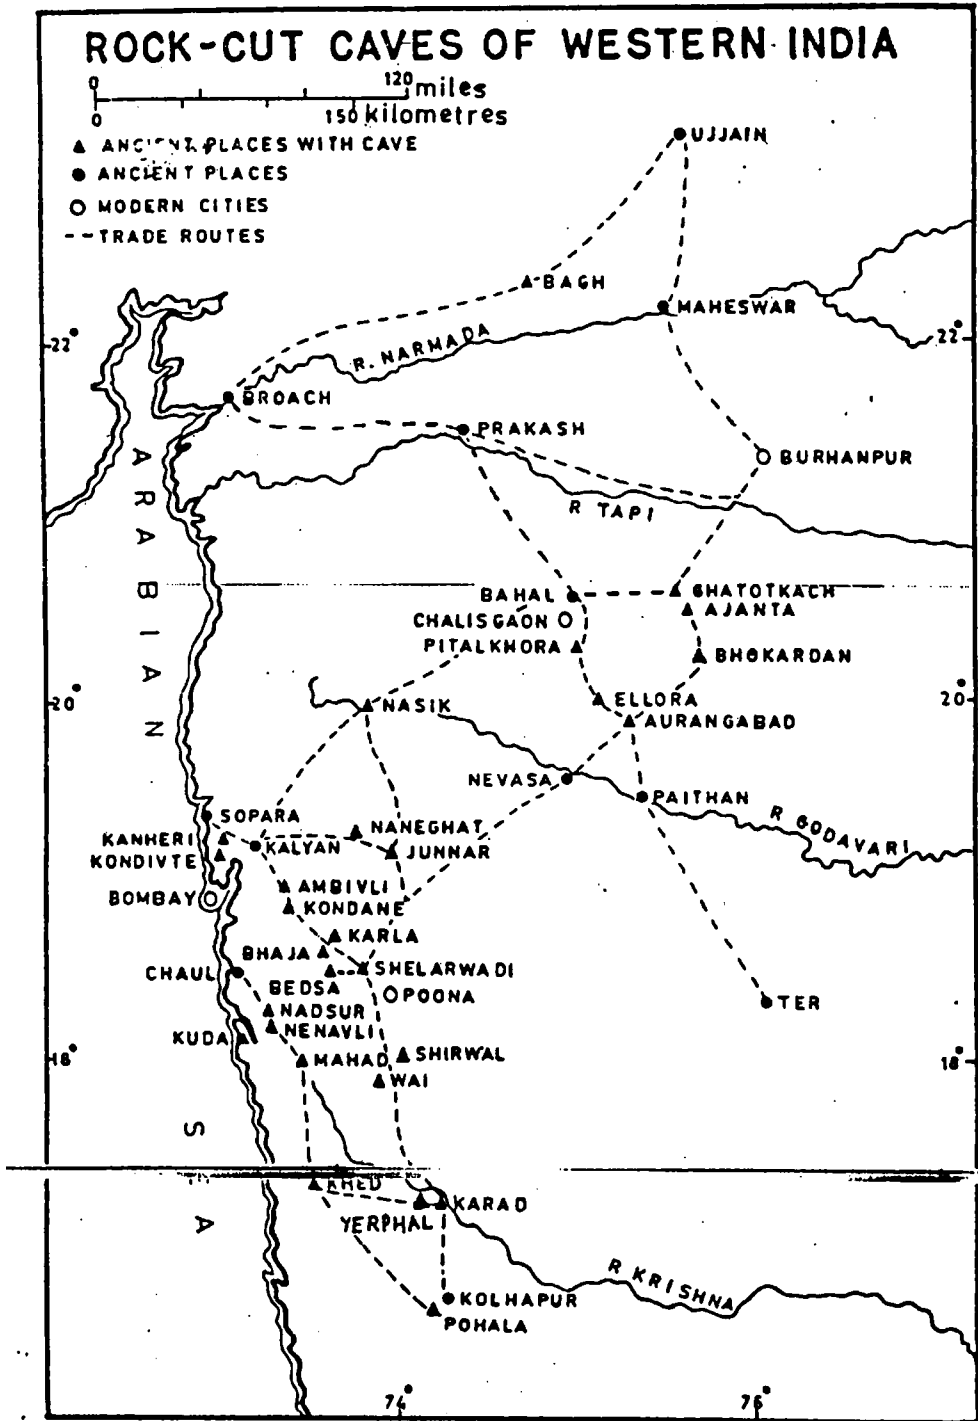 ROCK-CUT CAVES OF WESTERN INDIA
0 120 miles
0 150 kilometres
▲ ANCIENT PLACES WITH CAVE
● ANCIENT PLACES
○ MODERN CITIES
-- TRADE ROUTES
UJJAIN
BAGH
MAHESWAR
22°
22°
R. NARMADA
BROACH
PRAKASH
BURHANPUR
R TAPI
ARABIAN
BAHAL
GHATOTKACH
AJANTA
CHALISGAON
PITALKHORA
BHOKARDAN
20°
NASIK
ELLORA
20°
AURANGABAD
NEVASA
PAITHAN
R GODAVARI
SOPARA
KANHERI
NANEGHAT
KALYAN
JUNNAR
KONDIVTE
AMBIVLI
BOMBAY
KONDANE
KARLA
BHAJA
CHAUL
SHELARWADI
BEDSA
POONA
TER
NADSUR
NENAVLI
KUDA
18°
MAHAD
SHIRWAL
18°
WAI
S A
KHED
YERPHAL
KARAD
R KRISHNA
KOLHAPUR
POHALA
74°
76°